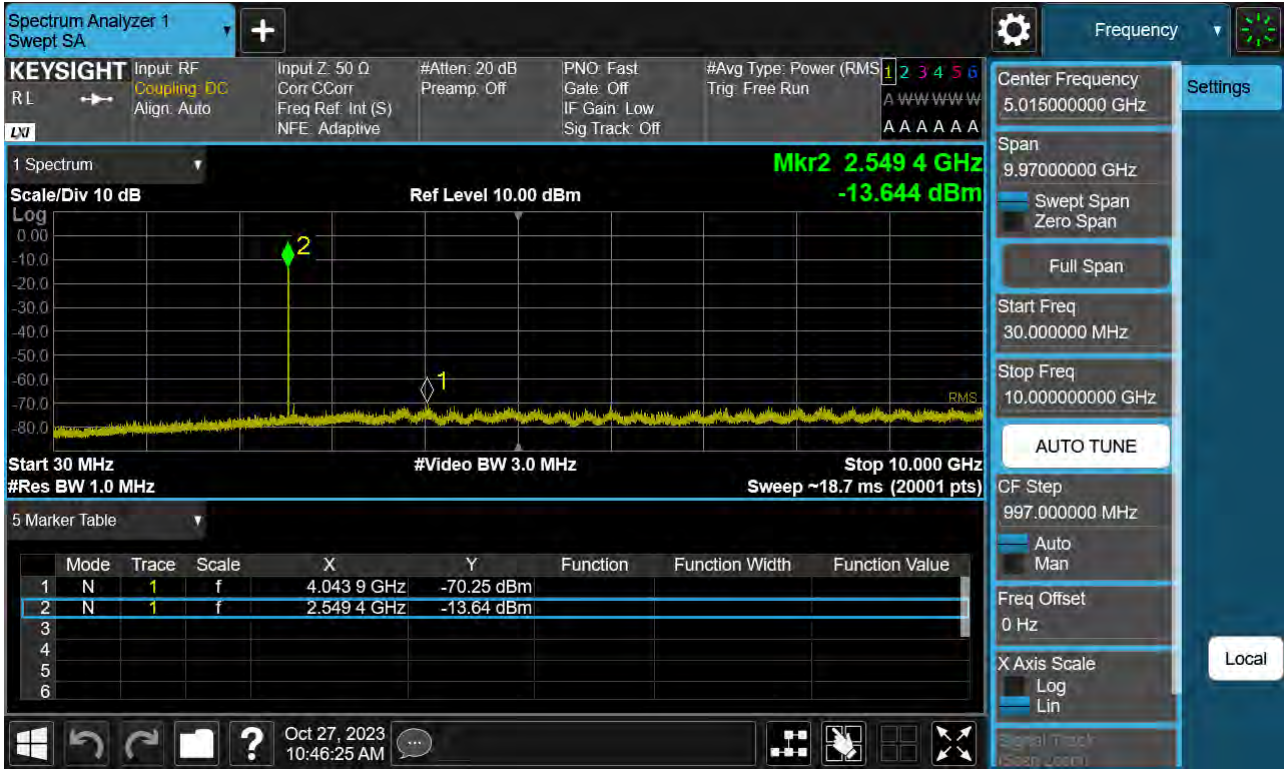 Spectrum Analyzer 1
Swept SA
+
Frequency
KEYSIGHT
R L
LXI
Input: RF
Coupling: DC
Align: Auto
Input Z: 50 Ω
Corr CCorr
Freq Ref: Int (S)
NFE: Adaptive
#Atten: 20 dB
Preamp: Off
PNO: Fast
Gate: Off
IF Gain: Low
Sig Track: Off
#Avg Type: Power (RMS
Trig: Free Run
1 2 3 4 5 6
A W W W W W
A A A A A A
1 Spectrum
Mkr2 2.549 4 GHz
-13.644 dBm
Scale/Div 10 dB
Ref Level 10.00 dBm
Log
0.00
-10.0
-20.0
-30.0
-40.0
-50.0
-60.0
-70.0
-80.0
2
1
RMS
Start 30 MHz
#Video BW 3.0 MHz
Stop 10.000 GHz
#Res BW 1.0 MHz
Sweep ~18.7 ms (20001 pts)
5 Marker Table
Mode Trace Scale X Y Function Function Width Function Value
1 N 1 f 4.043 9 GHz -70.25 dBm
2 N 1 f 2.549 4 GHz -13.64 dBm
3
4
5
6
Oct 27, 2023
10:46:25 AM
?
Center Frequency
5.015000000 GHz
Settings
Span
9.97000000 GHz
Swept Span
Zero Span
Full Span
Start Freq
30.000000 MHz
Stop Freq
10.000000000 GHz
AUTO TUNE
CF Step
997.000000 MHz
Auto
Man
Freq Offset
0 Hz
X Axis Scale
Log
Lin
Local
Signal Track
(Span Zoom)